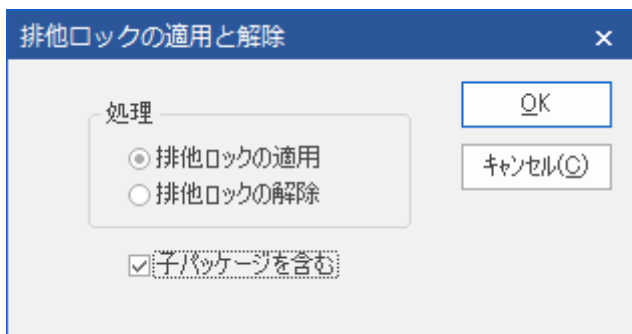 排他ロックの適用と解除
処理
排他ロックの適用
排他ロックの解除
子パッケージを含む
OK
キャンセル(C)